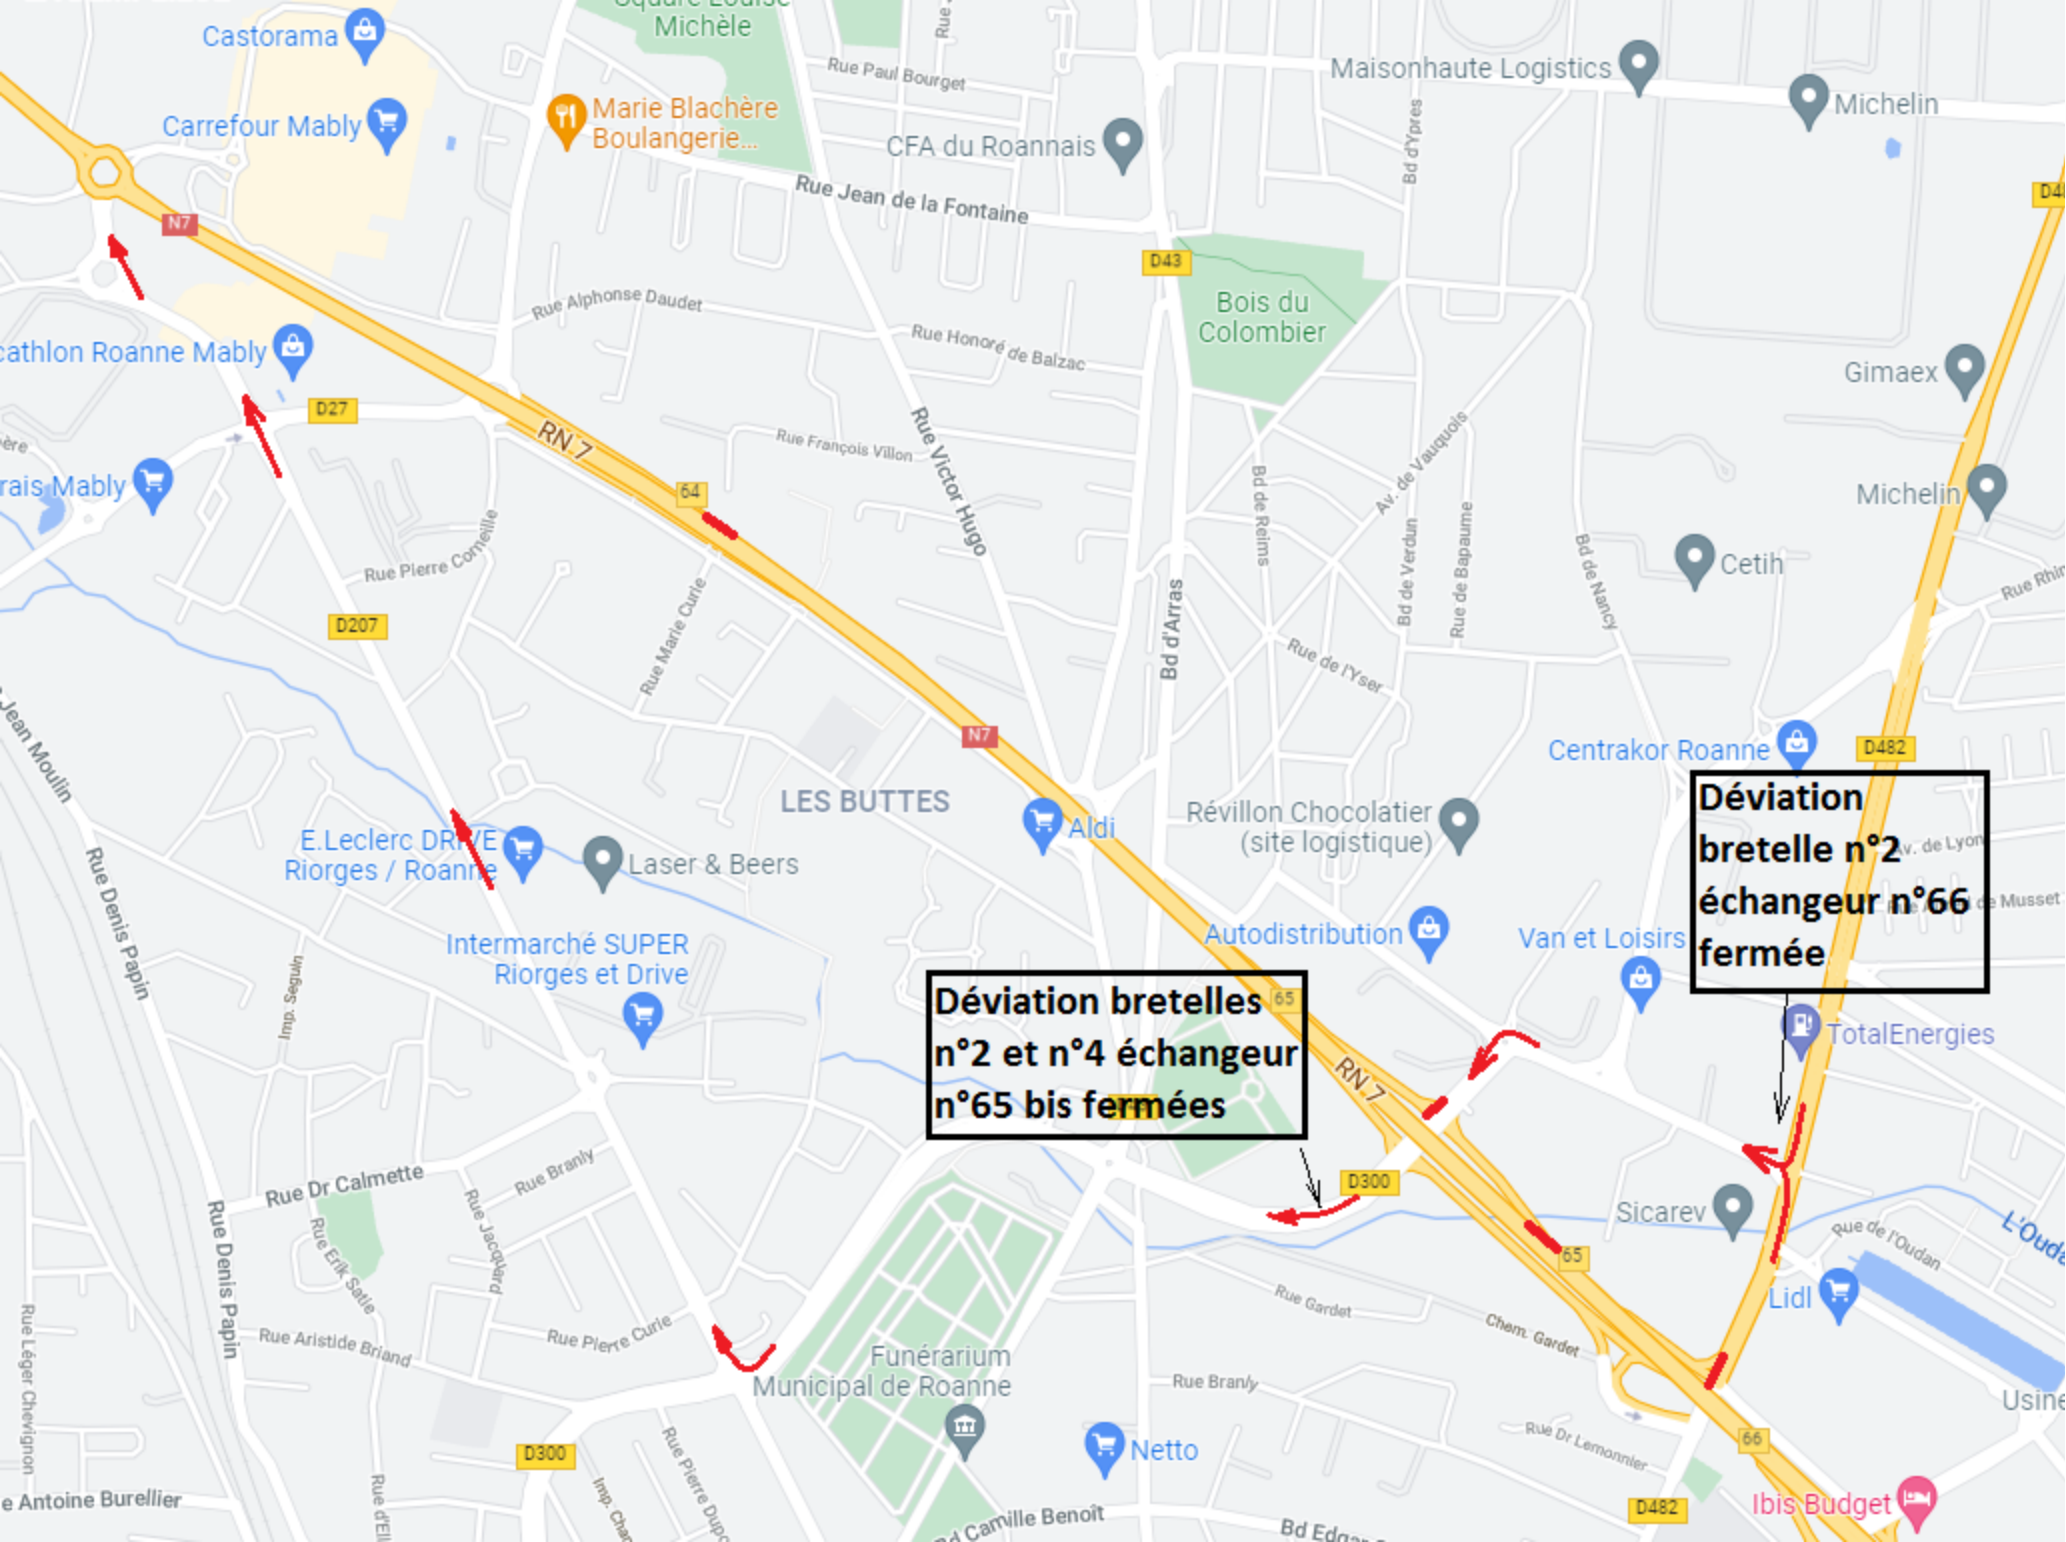 Square Louise
Michèle
Castorama
Carrefour Mably
Marie Blachère
Boulangerie...
Rue Paul Bourget
CFA du Roannais
Maisonhaute Logistics
Michelin
Bd d'Ypres
Rue Jean de la Fontaine
N7
D43
Bois du
Colombier
Rue Alphonse Daudet
Rue Honoré de Balzac
cathlon Roanne Mably
Gimaex
D27
RN 7
Rue François Villon
Rue Victor Hugo
Av. de Vauquois
Bd de Reims
Michelin
rais Mably
64
Rue Pierre Corneille
Rue Marie Curie
Bd d'Arras
Bd de Verdun
Rue de Bapaume
Bd de Nancy
Cetih
D207
Rue de l'Yser
Jean Moulin
N7
D482
Centrakor Roanne
LES BUTTES
Aldi
Révillon Chocolatier
(site logistique)
Déviation
bretelle n°2
échangeur n°66
fermée
Av. de Lyon
de Musset
E.Leclerc DRIVE
Riorges / Roanne
Laser & Beers
Rue Denis Papin
Autodistribution
Van et Loisirs
Intermarché SUPER
Riorges et Drive
Imp. Seguin
Déviation bretelles
n°2 et n°4 échangeur
n°65 bis fermées
65
RN 7
TotalEnergies
D300
Rue Dr Calmette
Rue Branly
Rue Jacquard
Rue Erik Satie
Rue Denis Papin
Sicarev
Rue de l'Oudan
65
Lidl
Rue Gardet
Chem. Gardet
Rue Léger Chevignon
Rue Aristide Briand
Rue Pierre Curie
Funérarium
Municipal de Roanne
Rue Branly
Usine
D300
Netto
Rue Dr Lemonnier
66
e Antoine Burellier
D482
Ibis Budget
Bd Camille Benoît